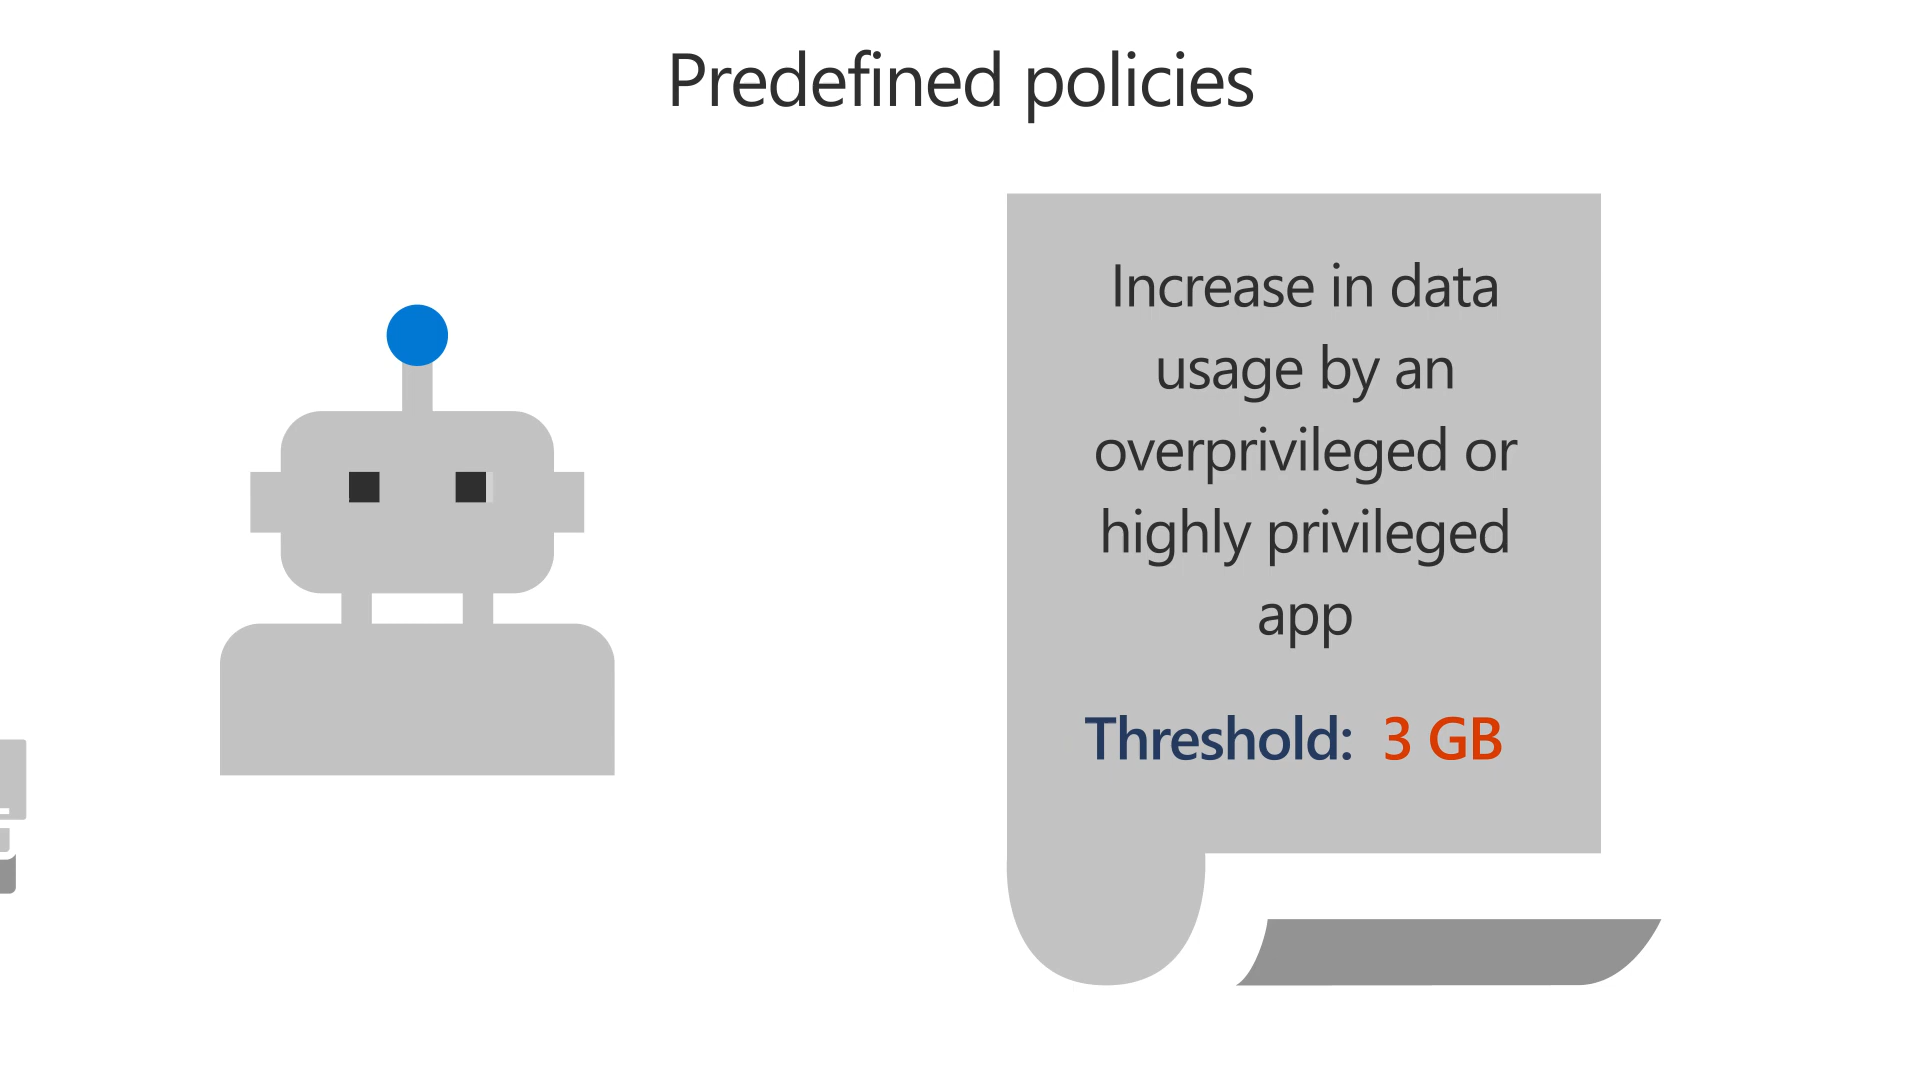 Predefined policies
Increase in data
usage by an
overprivileged or
highly privileged
app
Threshold: 3 GB